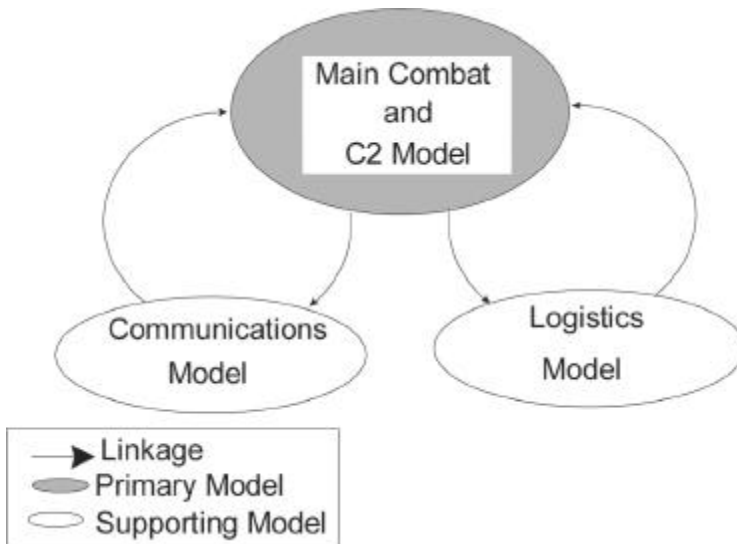 Main Combat
and
C2 Model
Communications
Model
Logistics
Model
Linkage
Primary Model
Supporting Model